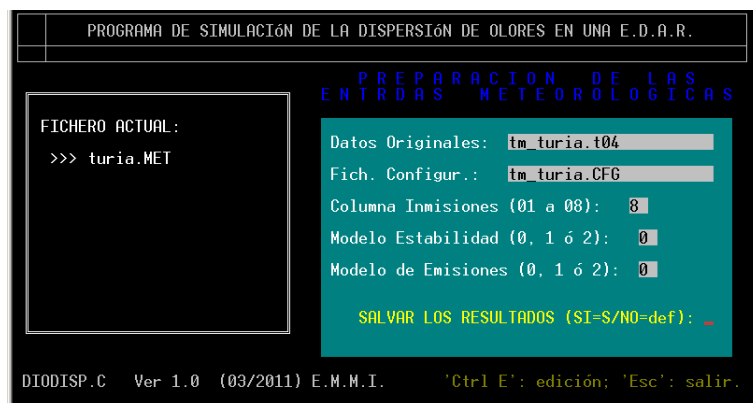 PROGRAMA DE SIMULACIóN DE LA DISPERSIóN DE OLORES EN UNA E.D.A.R.
PREPARACION DE LAS
ENTRDAS METEOROLOGICAS
FICHERO ACTUAL:
>>> turia.MET
Datos Originales: tm_turia.t04
Fich. Configur.: tm_turia.CFG
Columna Inmisiones (01 a 08): 8
Modelo Estabilidad (0, 1 ó 2): 0
Modelo de Emisiones (0, 1 ó 2): 0
SALVAR LOS RESULTADOS (SI=S/NO=def): _
DIODISP.C Ver 1.0 (03/2011) E.M.M.I. 'Ctrl E': edición; 'Esc': salir.